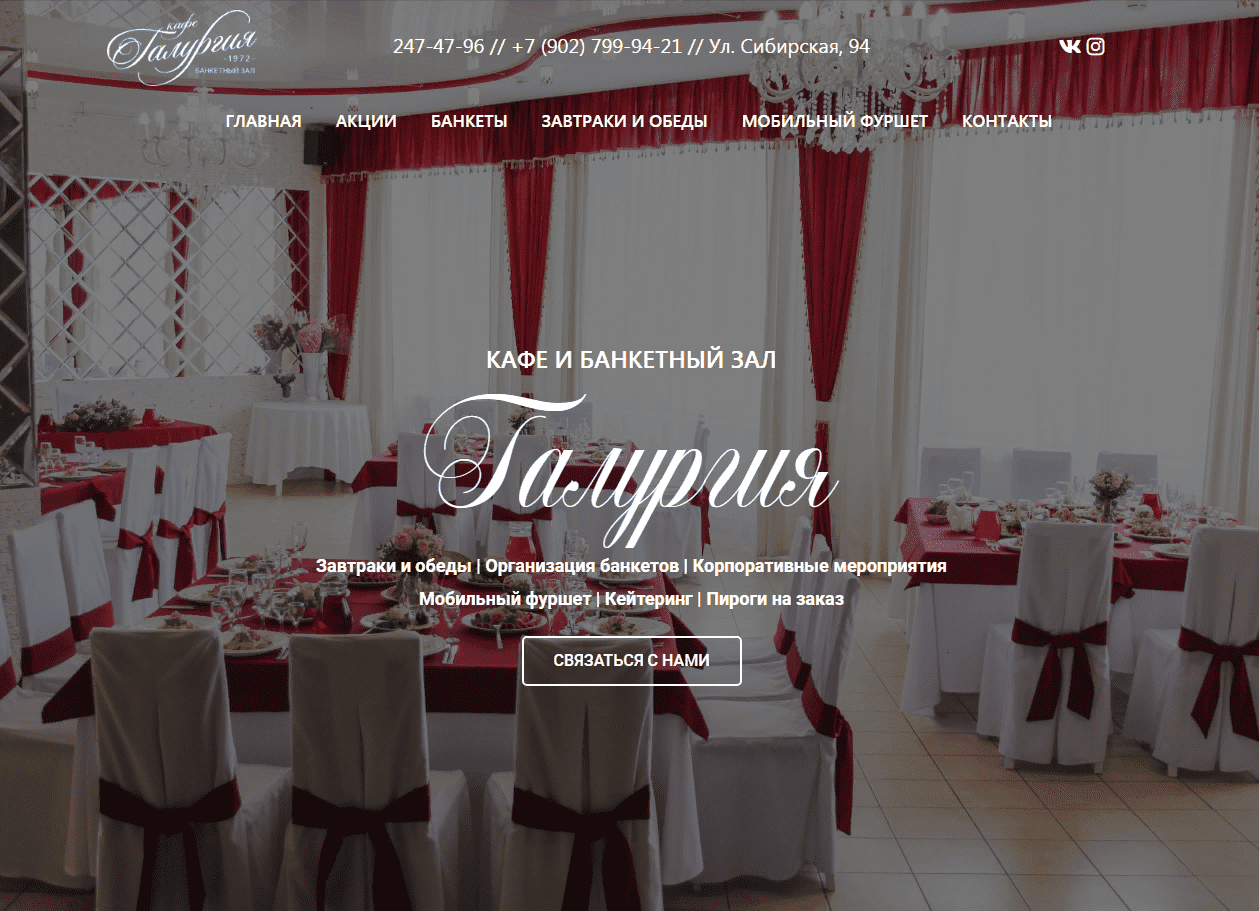 кафе
Галургия
-1972-
БАНКЕТНЫЙ ЗАЛ
247-47-96 // +7 (902) 799-94-21 // Ул. Сибирская, 94
ГЛАВНАЯ АКЦИИ БАНКЕТЫ ЗАВТРАКИ И ОБЕДЫ МОБИЛЬНЫЙ ФУРШЕТ КОНТАКТЫ
КАФЕ И БАНКЕТНЫЙ ЗАЛ
Галургия
Завтраки и обеды | Организация банкетов | Корпоративные мероприятия
Мобильный фуршет | Кейтеринг | Пироги на заказ
СВЯЗАТЬСЯ С НАМИ